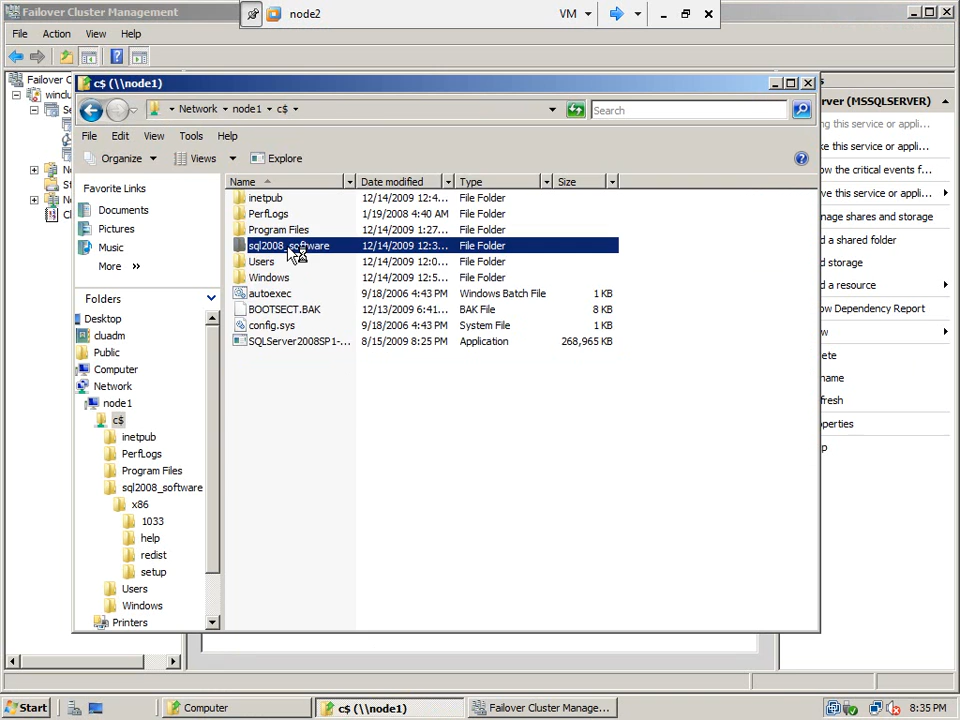 Failover Cluster Management
node2
VM
File Action View Help
Failover C
windu
Se
N
St
N
Cl
c$ (\\node1)
Network node1 c$
Search
File Edit View Tools Help
Organize Views Explore
Favorite Links
Documents
Pictures
Music
More »
Folders
Desktop
cluadm
Public
Computer
Network
node1
c$
inetpub
PerfLogs
Program Files
sql2008_software
x86
1033
help
redist
setup
Users
Windows
Printers
Name Date modified Type Size
inetpub 12/14/2009 12:4... File Folder
PerfLogs 1/19/2008 4:40 AM File Folder
Program Files 12/14/2009 1:27... File Folder
sql2008_software 12/14/2009 12:3... File Folder
Users 12/14/2009 12:0... File Folder
Windows 12/14/2009 12:5... File Folder
autoexec 9/18/2006 4:43 PM Windows Batch File 1 KB
BOOTSECT.BAK 12/13/2009 6:41... BAK File 8 KB
config.sys 9/18/2006 4:43 PM System File 1 KB
SQLServer2008SP1-... 8/15/2009 8:25 PM Application 268,965 KB
s
rver (MSSQLSERVER)
ng this service or appli...
ke this service or appli...
w the critical events f...
ve this service or appli...
anage shares and storage
d a shared folder
d storage
d a resource
ow Dependency Report
w
ete
name
fresh
operties
p
Start
Computer
c$ (\\node1)
Failover Cluster Manage...
8:35 PM